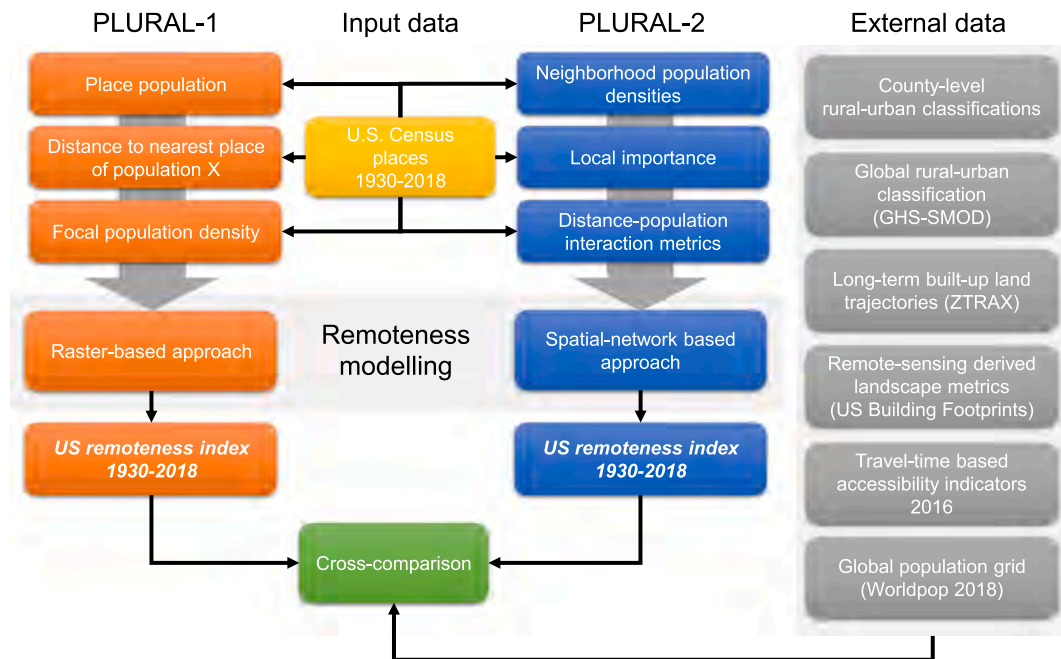 PLURAL-1
Input data
PLURAL-2
External data
Place population
Distance to nearest place
of population X
Focal population density
U.S. Census
places
1930-2018
Neighborhood population
densities
Local importance
Distance-population
interaction metrics
Raster-based approach
Remoteness
modelling
Spatial-network based
approach
US remoteness index
1930-2018
US remoteness index
1930-2018
Cross-comparison
County-level
rural-urban classifications
Global rural-urban
classification
(GHS-SMOD)
Long-term built-up land
trajectories (ZTRAX)
Remote-sensing derived
landscape metrics
(US Building Footprints)
Travel-time based
accessibility indicators
2016
Global population grid
(Worldpop 2018)